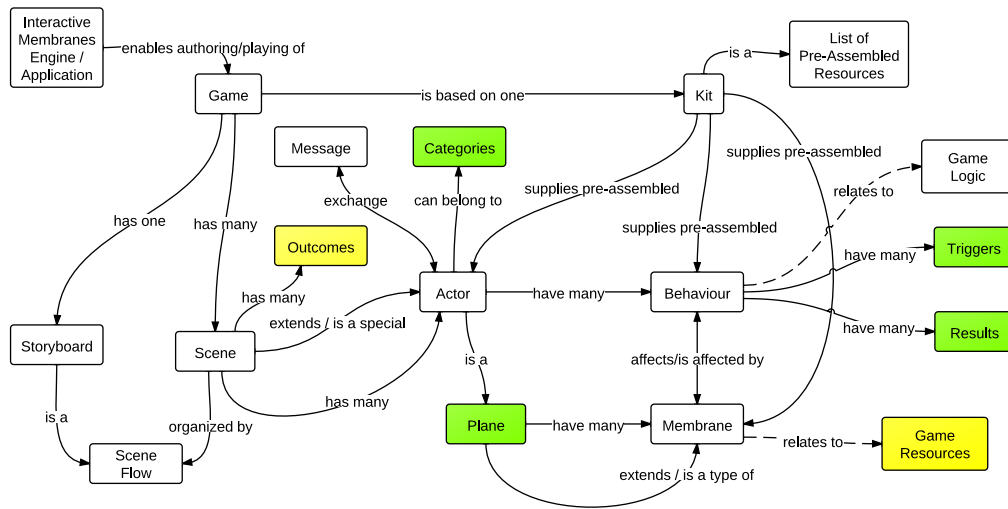 Interactive
Membranes
Engine /
Application
enables authoring/playing of
Game
is based on one
Kit
is a
List of
Pre-Assembled
Resources
Message
Categories
supplies pre-assembled
Game
Logic
exchange
can belong to
supplies pre-assembled
relates to
has one
has many
supplies pre-assembled
Outcomes
Triggers
have many
has many
Actor
have many
Behaviour
extends / is a special
have many
Results
Storyboard
Scene
is a
affects/is affected by
is a
organized by
has many
Plane
have many
Membrane
relates to
Game
Resources
Scene
Flow
extends / is a type of